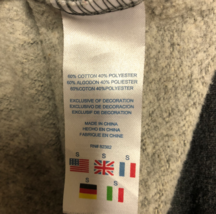 60% COTTON 40% POLYESTER
60% ALGODON 40% POLIESTER
60% COTON 40% POLYESTER
EXCLUSIVE OF DECORATION
EXCLUSIVO DE DECORACION
EXCLUSIF DE DECORATION
MADE IN CHINA
HECHO EN CHINA
FABRIQUE EN CHINE
S S S
S S